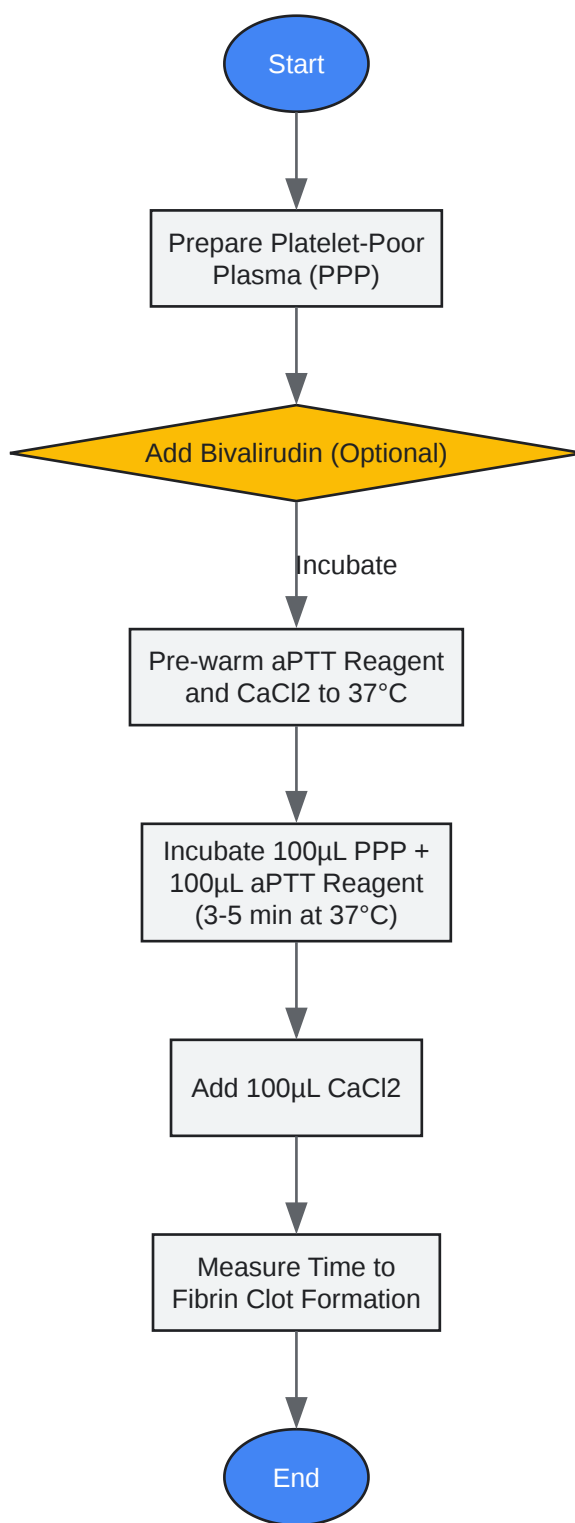 Start
Prepare Platelet-Poor
Plasma (PPP)
Add Bivalirudin (Optional)
Incubate
Pre-warm aPTT Reagent
and CaCl2 to 37°C
Incubate 100µL PPP +
100µL aPTT Reagent
(3-5 min at 37°C)
Add 100µL CaCl2
Measure Time to
Fibrin Clot Formation
End